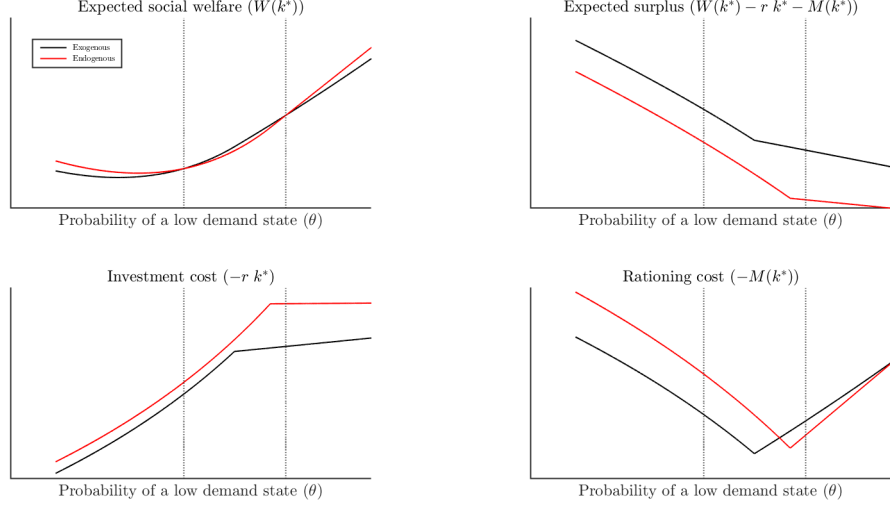 Expected social welfare (W(k*))
Exogenous
Endogenous
Probability of a low demand state (θ)
Expected surplus (W(k*) − r k* − M(k*))
Probability of a low demand state (θ)
Investment cost (−r k*)
Probability of a low demand state (θ)
Rationing cost (−M(k*))
Probability of a low demand state (θ)